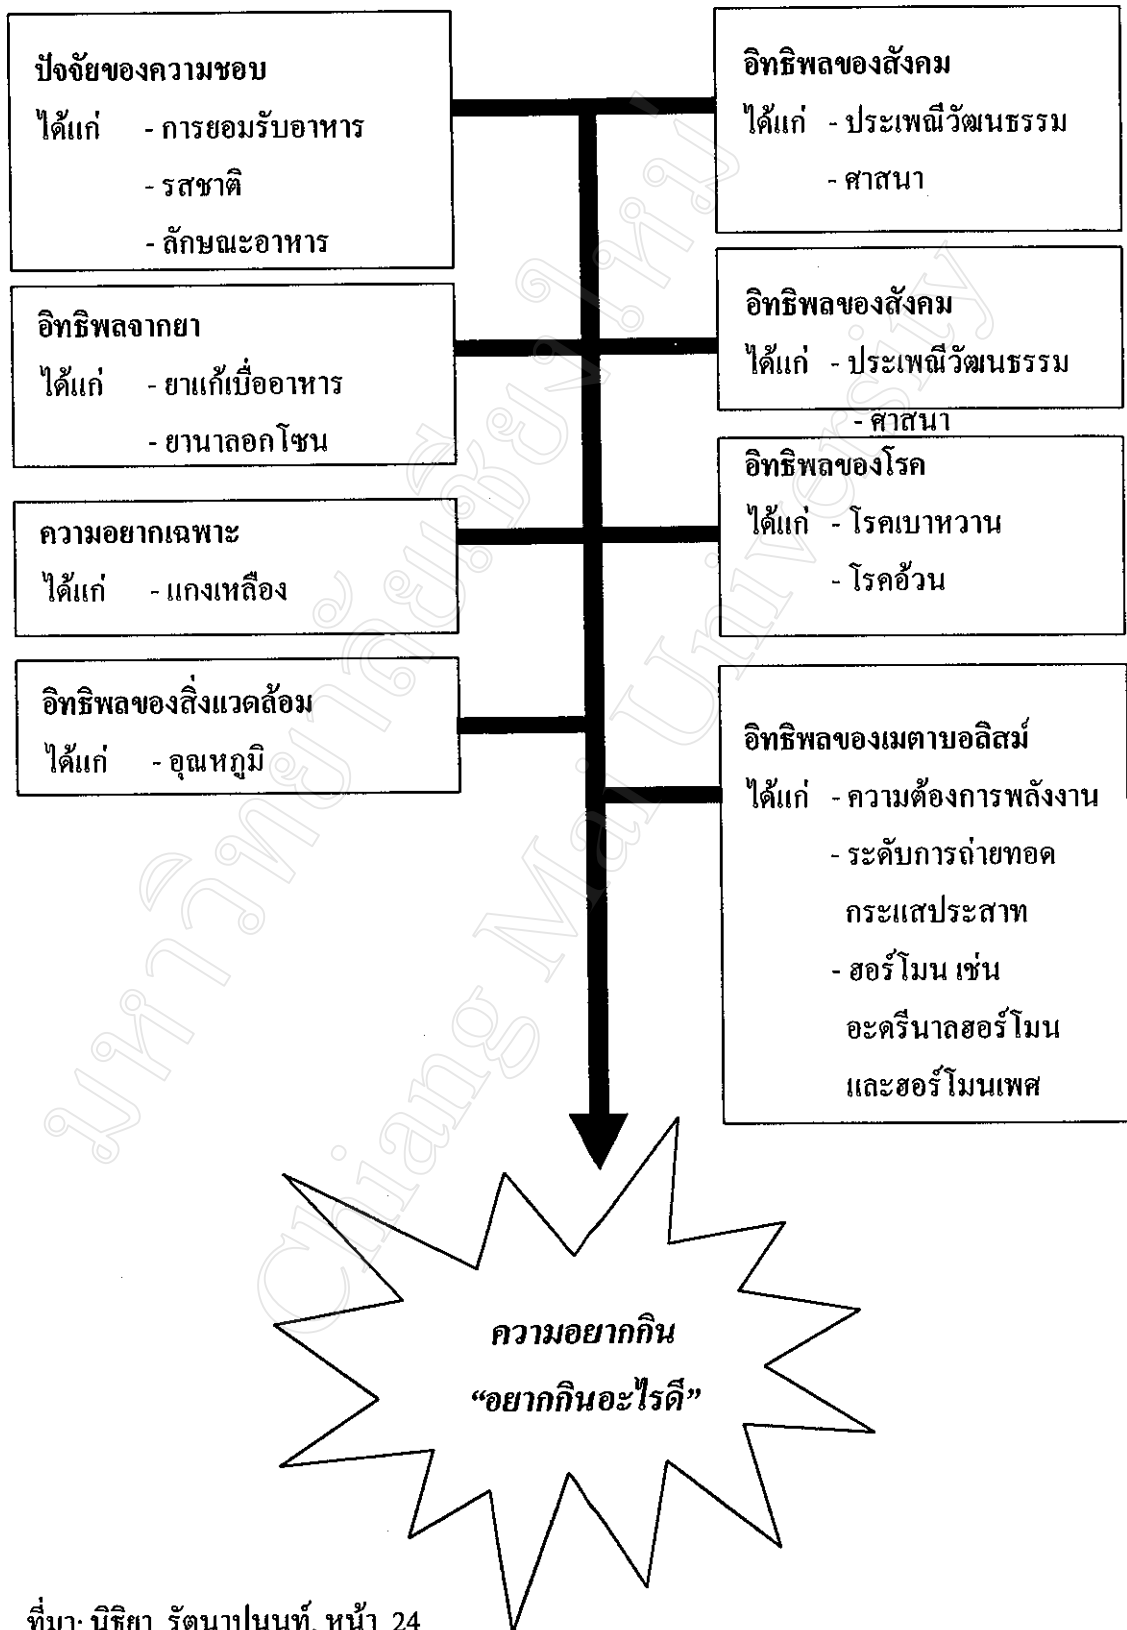 ปัจจัยของความชอบ
ได้แก่ - การยอมรับอาหาร
- รสชาติ
- ลักษณะอาหาร
อิทธิพลจากยา
ได้แก่ - ยาแก้เบื่ออาหาร
- ยานาลอกโซน
ความอยากเฉพาะ
ได้แก่ - แกงเหลือง
อิทธิพลของสิ่งแวดล้อม
ได้แก่ - อุณหภูมิ
อิทธิพลของสังคม
ได้แก่ - ประเพณีวัฒนธรรม
- ศาสนา
อิทธิพลของสังคม
ได้แก่ - ประเพณีวัฒนธรรม
- ศาสนา
อิทธิพลของโรค
ได้แก่ - โรคเบาหวาน
- โรคอ้วน
อิทธิพลของเมตาบอลิสม์
ได้แก่ - ความต้องการพลังงาน
- ระดับการถ่ายทอด
กระแสประสาท
- ฮอร์โมน เช่น
อะดรีนาลฮอร์โมน
และฮอร์โมนเพศ
ความอยากกิน
“อยากกินอะไรดี”
ที่มา: นิธิยา รัตนาปนนท์, หน้า 24
มหาวิทยาลัยเชียงใหม่
Chiang Mai University